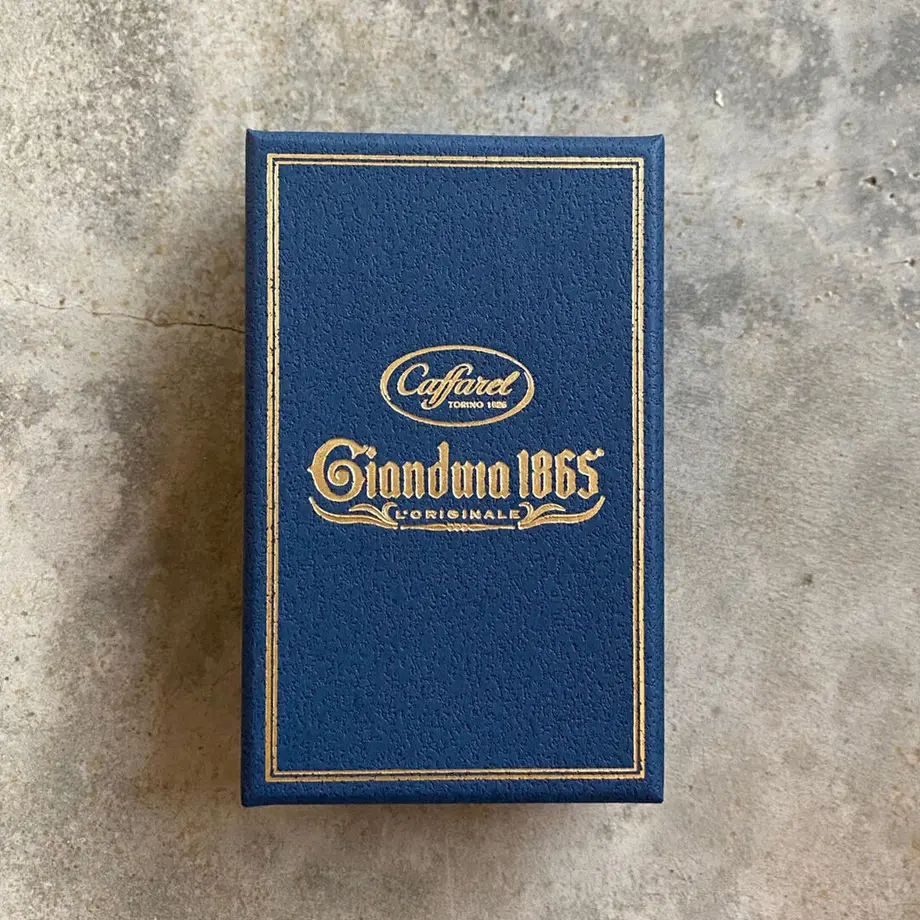 Caffarel
TORINO 1826
Gianduia 1865
L'ORIGINALE